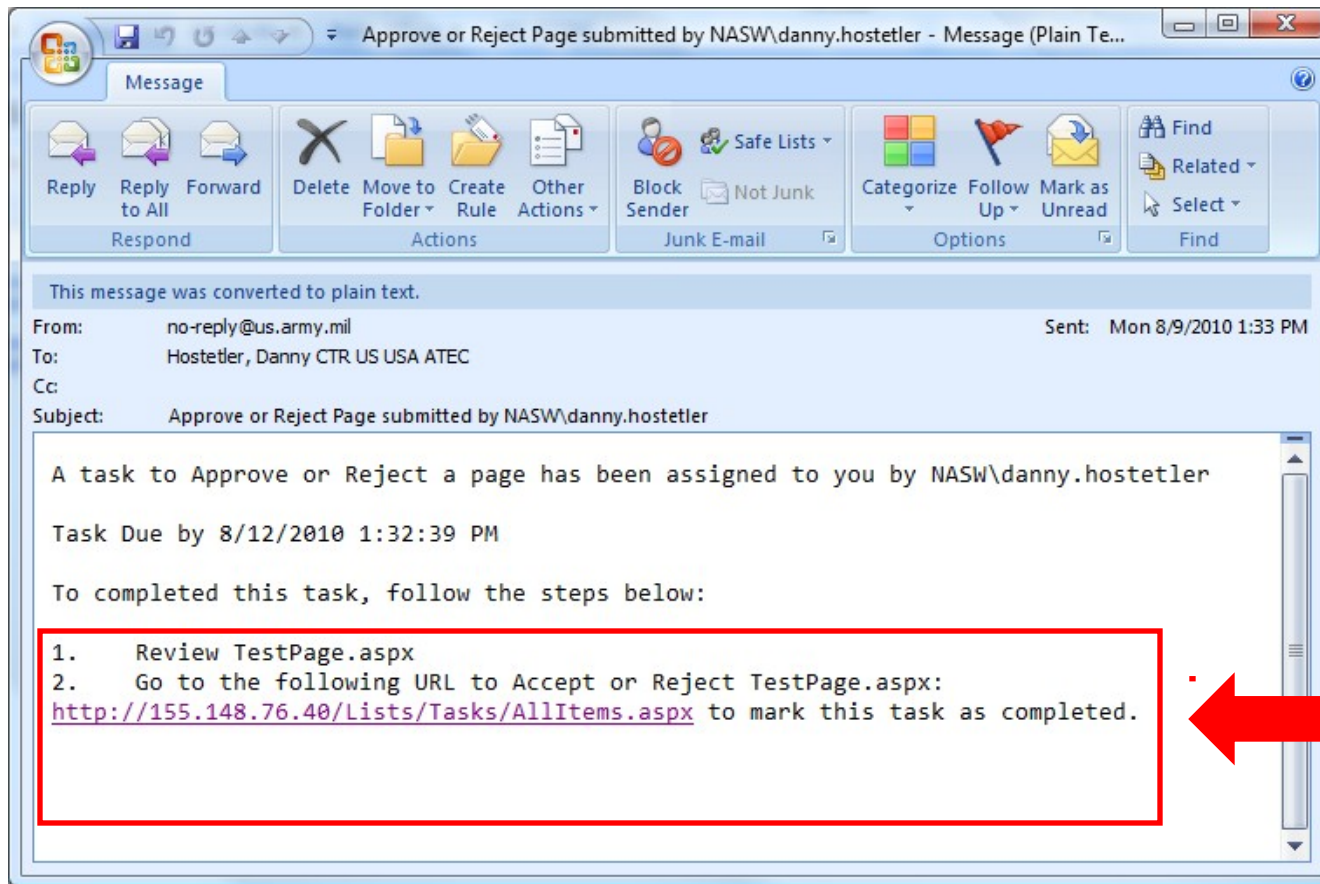 Approve or Reject Page submitted by NASW\danny.hostetler - Message (Plain Te...
Message
Reply
Reply to All
Forward
Delete
Move to Folder
Create Rule
Other Actions
Block Sender
Safe Lists
Not Junk
Categorize
Follow Up
Mark as Unread
Find
Related
Select
Respond
Actions
Junk E-mail
Options
Find
This message was converted to plain text.
From: no-reply@us.army.mil Sent: Mon 8/9/2010 1:33 PM
To: Hostetler, Danny CTR US USA ATEC
Cc:
Subject: Approve or Reject Page submitted by NASW\danny.hostetler
A task to Approve or Reject a page has been assigned to you by NASW\danny.hostetler
Task Due by 8/12/2010 1:32:39 PM
To completed this task, follow the steps below:
1. Review TestPage.aspx
2. Go to the following URL to Accept or Reject TestPage.aspx:
http://155.148.76.40/Lists/Tasks/AllItems.aspx to mark this task as completed.